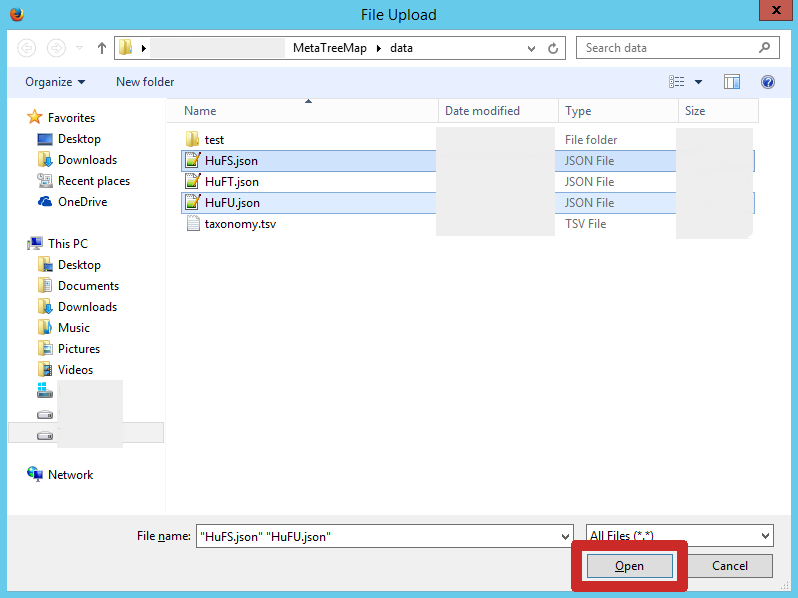 File Upload
x
MetaTreeMap data
Search data
Organize New folder
Name Date modified Type Size
test File folder
HuFS.json JSON File
HuFT.json JSON File
HuFU.json JSON File
taxonomy.tsv TSV File
Favorites
Desktop
Downloads
Recent places
OneDrive
This PC
Desktop
Documents
Downloads
Music
Pictures
Videos
Network
File name: "HuFS.json" "HuFU.json" All Files (*.*)
Open Cancel